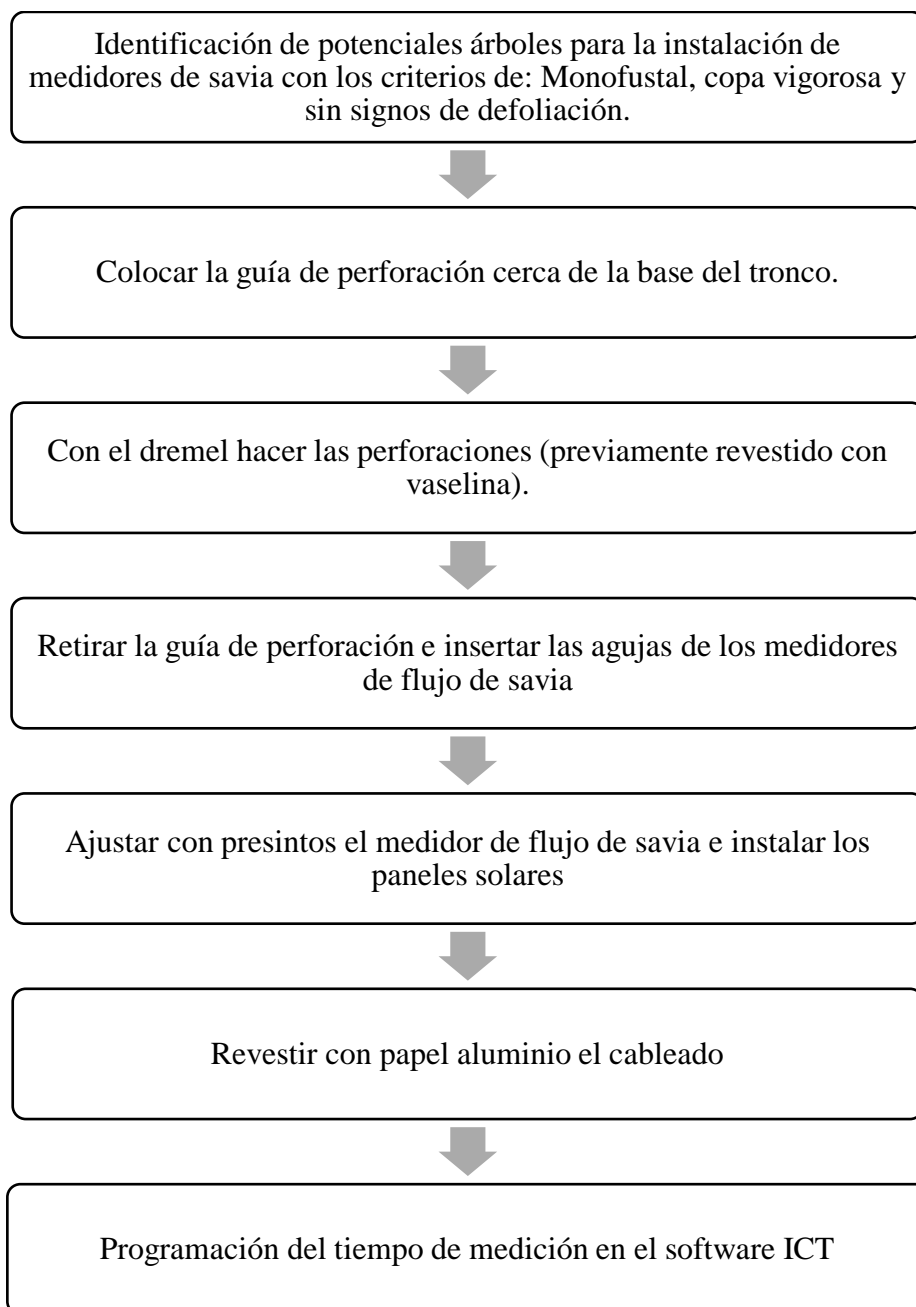 Identificación de potenciales árboles para la instalación de
medidores de savia con los criterios de: Monofustal, copa vigorosa y
sin signos de defoliación.
Colocar la guía de perforación cerca de la base del tronco.
Con el dremel hacer las perforaciones (previamente revestido con
vaselina).
Retirar la guía de perforación e insertar las agujas de los medidores
de flujo de savia
Ajustar con presintos el medidor de flujo de savia e instalar los
paneles solares
Revestir con papel aluminio el cableado
Programación del tiempo de medición en el software ICT